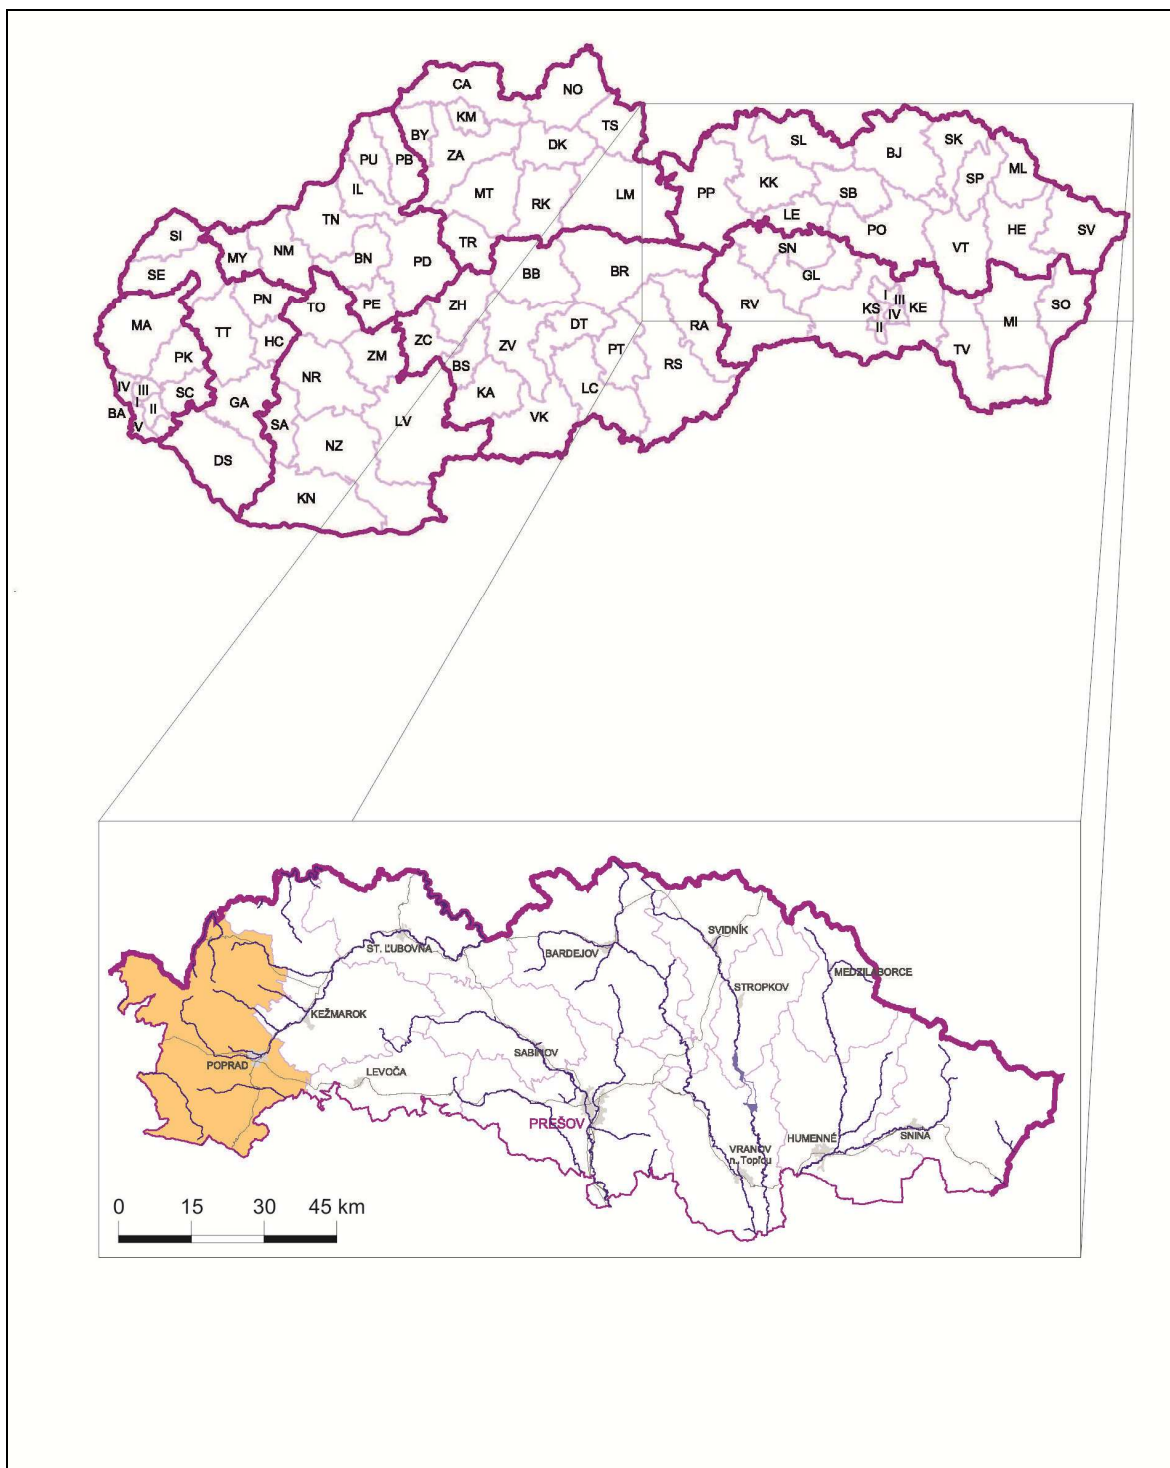 CA
NO
KM
BY
TS
PU
PB
ZA
DK
IL
MT
RK
LM
TN
SI
MY
NM
BN
PD
TR
SE
BB
BR
PN
TO
PE
ZH
MA
TT
HC
ZC
ZV
DT
PK
ZM
NR
BS
PT
RA
RS
IV
III
I
II
V
BA
SC
GA
SA
KA
LC
VK
LV
DS
NZ
KN
SL
BJ
SK
ML
SP
PP
KK
SB
LE
PO
HE
SV
VT
SN
GL
RV
KS
I
III
IV
II
KE
SO
MI
TV
ST. ĽUBOVŇA
BARDEJOV
SVIDNÍK
MEDZILABORCE
STROPKOV
KEŽMAROK
SABINOV
POPRAD
LEVOČA
PREŠOV
HUMENNÉ
SNINA
VRANOV
n. Topľou
0 15 30 45 km